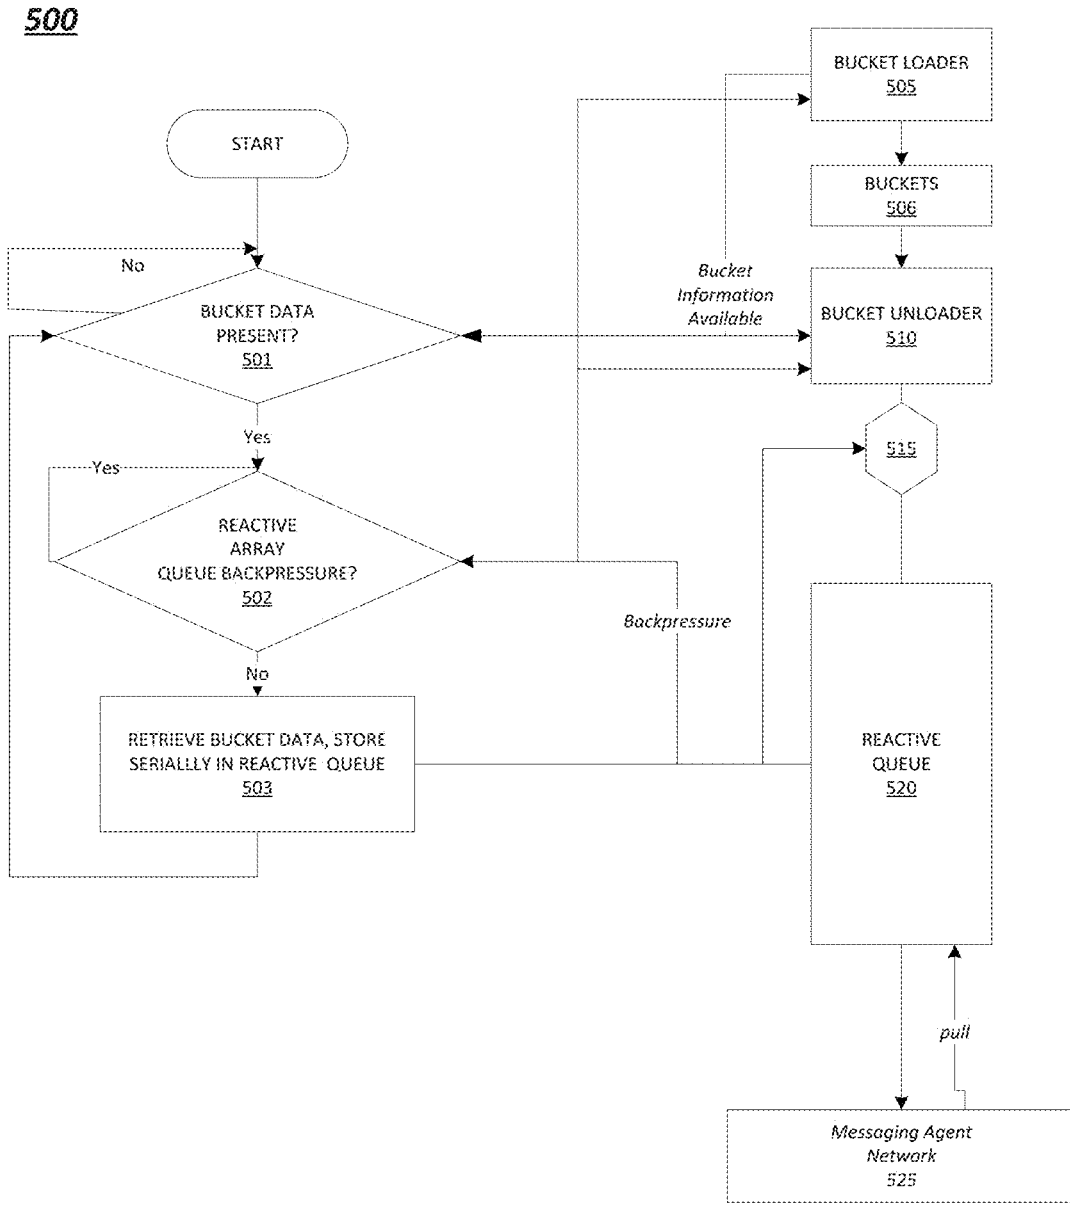 500
START
No
BUCKET DATA
PRESENT?
501
Yes
Yes
REACTIVE
ARRAY
QUEUE BACKPRESSURE?
502
No
RETRIEVE BUCKET DATA, STORE
SERIALLLY IN REACTIVE QUEUE
503
Bucket
Information
Available
Backpressure
BUCKET LOADER
505
BUCKETS
506
BUCKET UNLOADER
510
515
REACTIVE
QUEUE
520
pull
Messaging Agent
Network
525